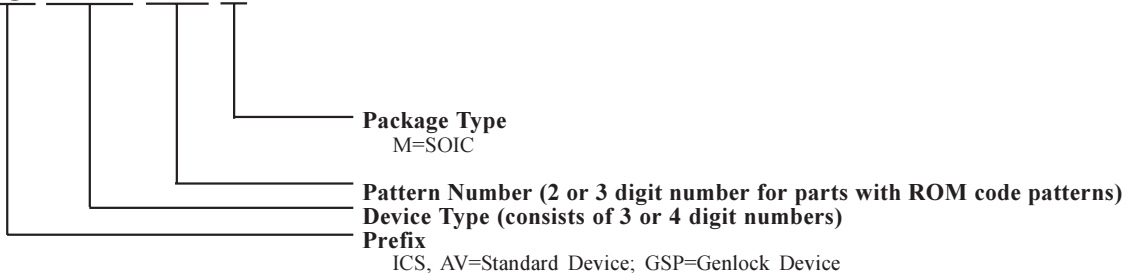 Package Type
M=SOIC
Pattern Number (2 or 3 digit number for parts with ROM code patterns)
Device Type (consists of 3 or 4 digit numbers)
Prefix
ICS, AV=Standard Device; GSP=Genlock Device